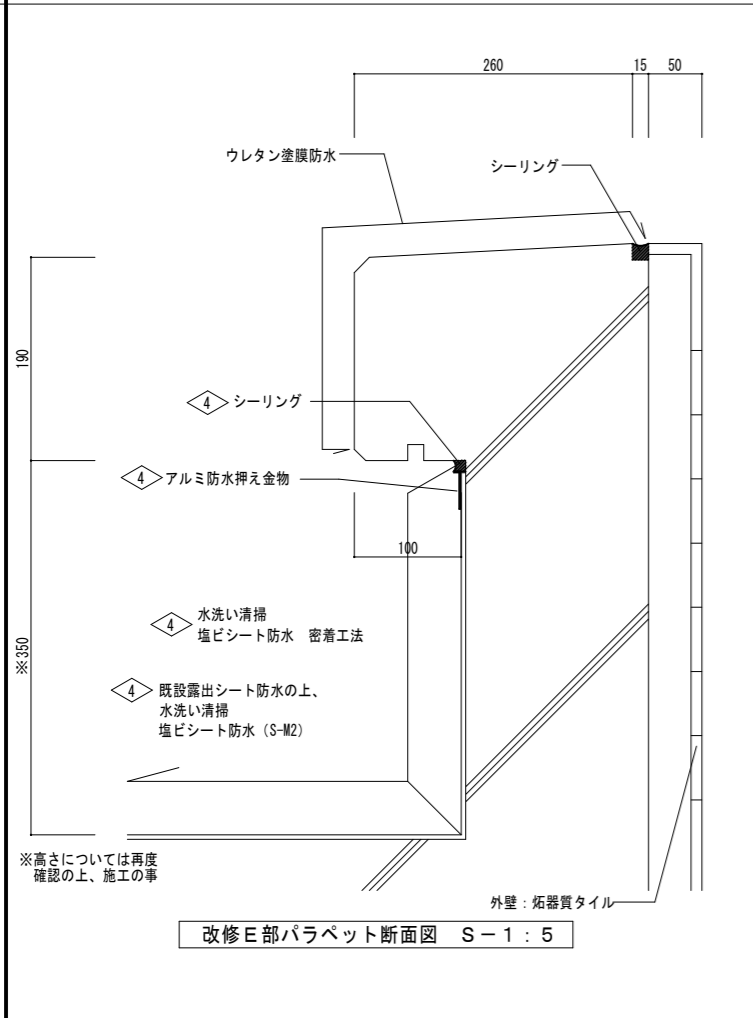 260
15
50
ウレタン塗膜防水
シーリング
190
4 シーリング
4 アルミ防水押え金物
100
4 水洗い清掃
塩ビシート防水 密着工法
※350
4 既設露出シート防水の上、
水洗い清掃
塩ビシート防水（S-M2）
※高さについては再度
確認の上、施工の事
外壁：炻器質タイル
改修E部パラペット断面図 S－1：5